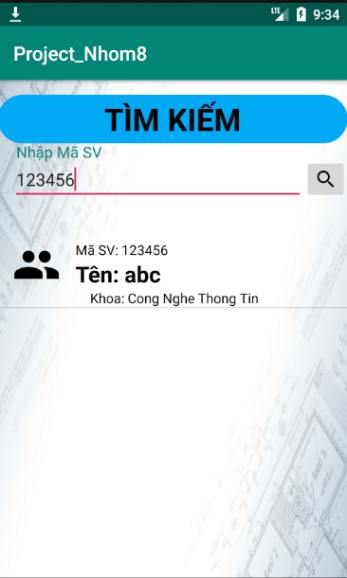 LTE 9:34
Project_Nhom8
TÌM KIẾM
Nhập Mã SV
123456
Mã SV: 123456
Tên: abc
Khoa: Cong Nghe Thong Tin